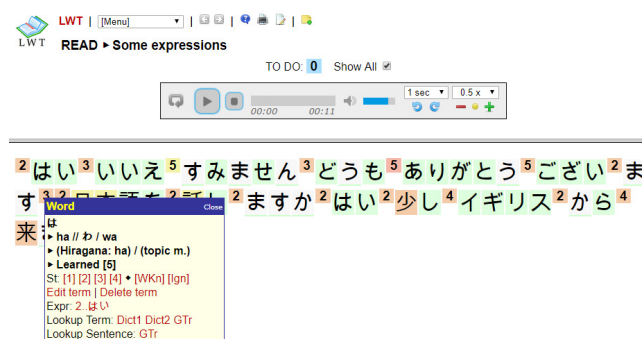 LWT | [Menu] | |
LWT READ ► Some expressions
TO DO: 0 Show All
1 sec 0.5 x
00:00 00:11
2 はい 3 いいえ 5 すみません 3 どうも 5 ありがとう 5 ございい 2 ま
す 3 2 日本語を 2 話し 2 ますか 2 はい 2 少し 4 イギリス 2 から 4
来
Word Close
は
► ha // わ / wa
► (Hiragana: ha) / (topic m.)
► Learned [5]
St: [1] [2] [3] [4] ◆ [WKn] [Ign]
Edit term | Delete term
Expr: 2..はい
Lookup Term: Dict1 Dict2 GTr
Lookup Sentence: GTr